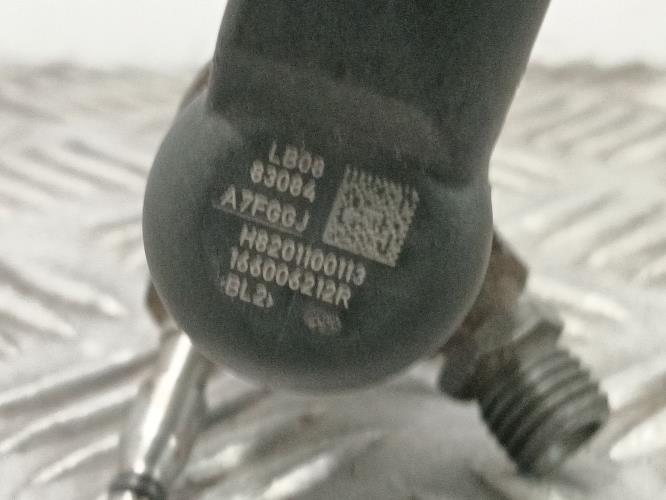 LB08
83084
A7FGGJ
H8201100113
166006212R
<BL2>